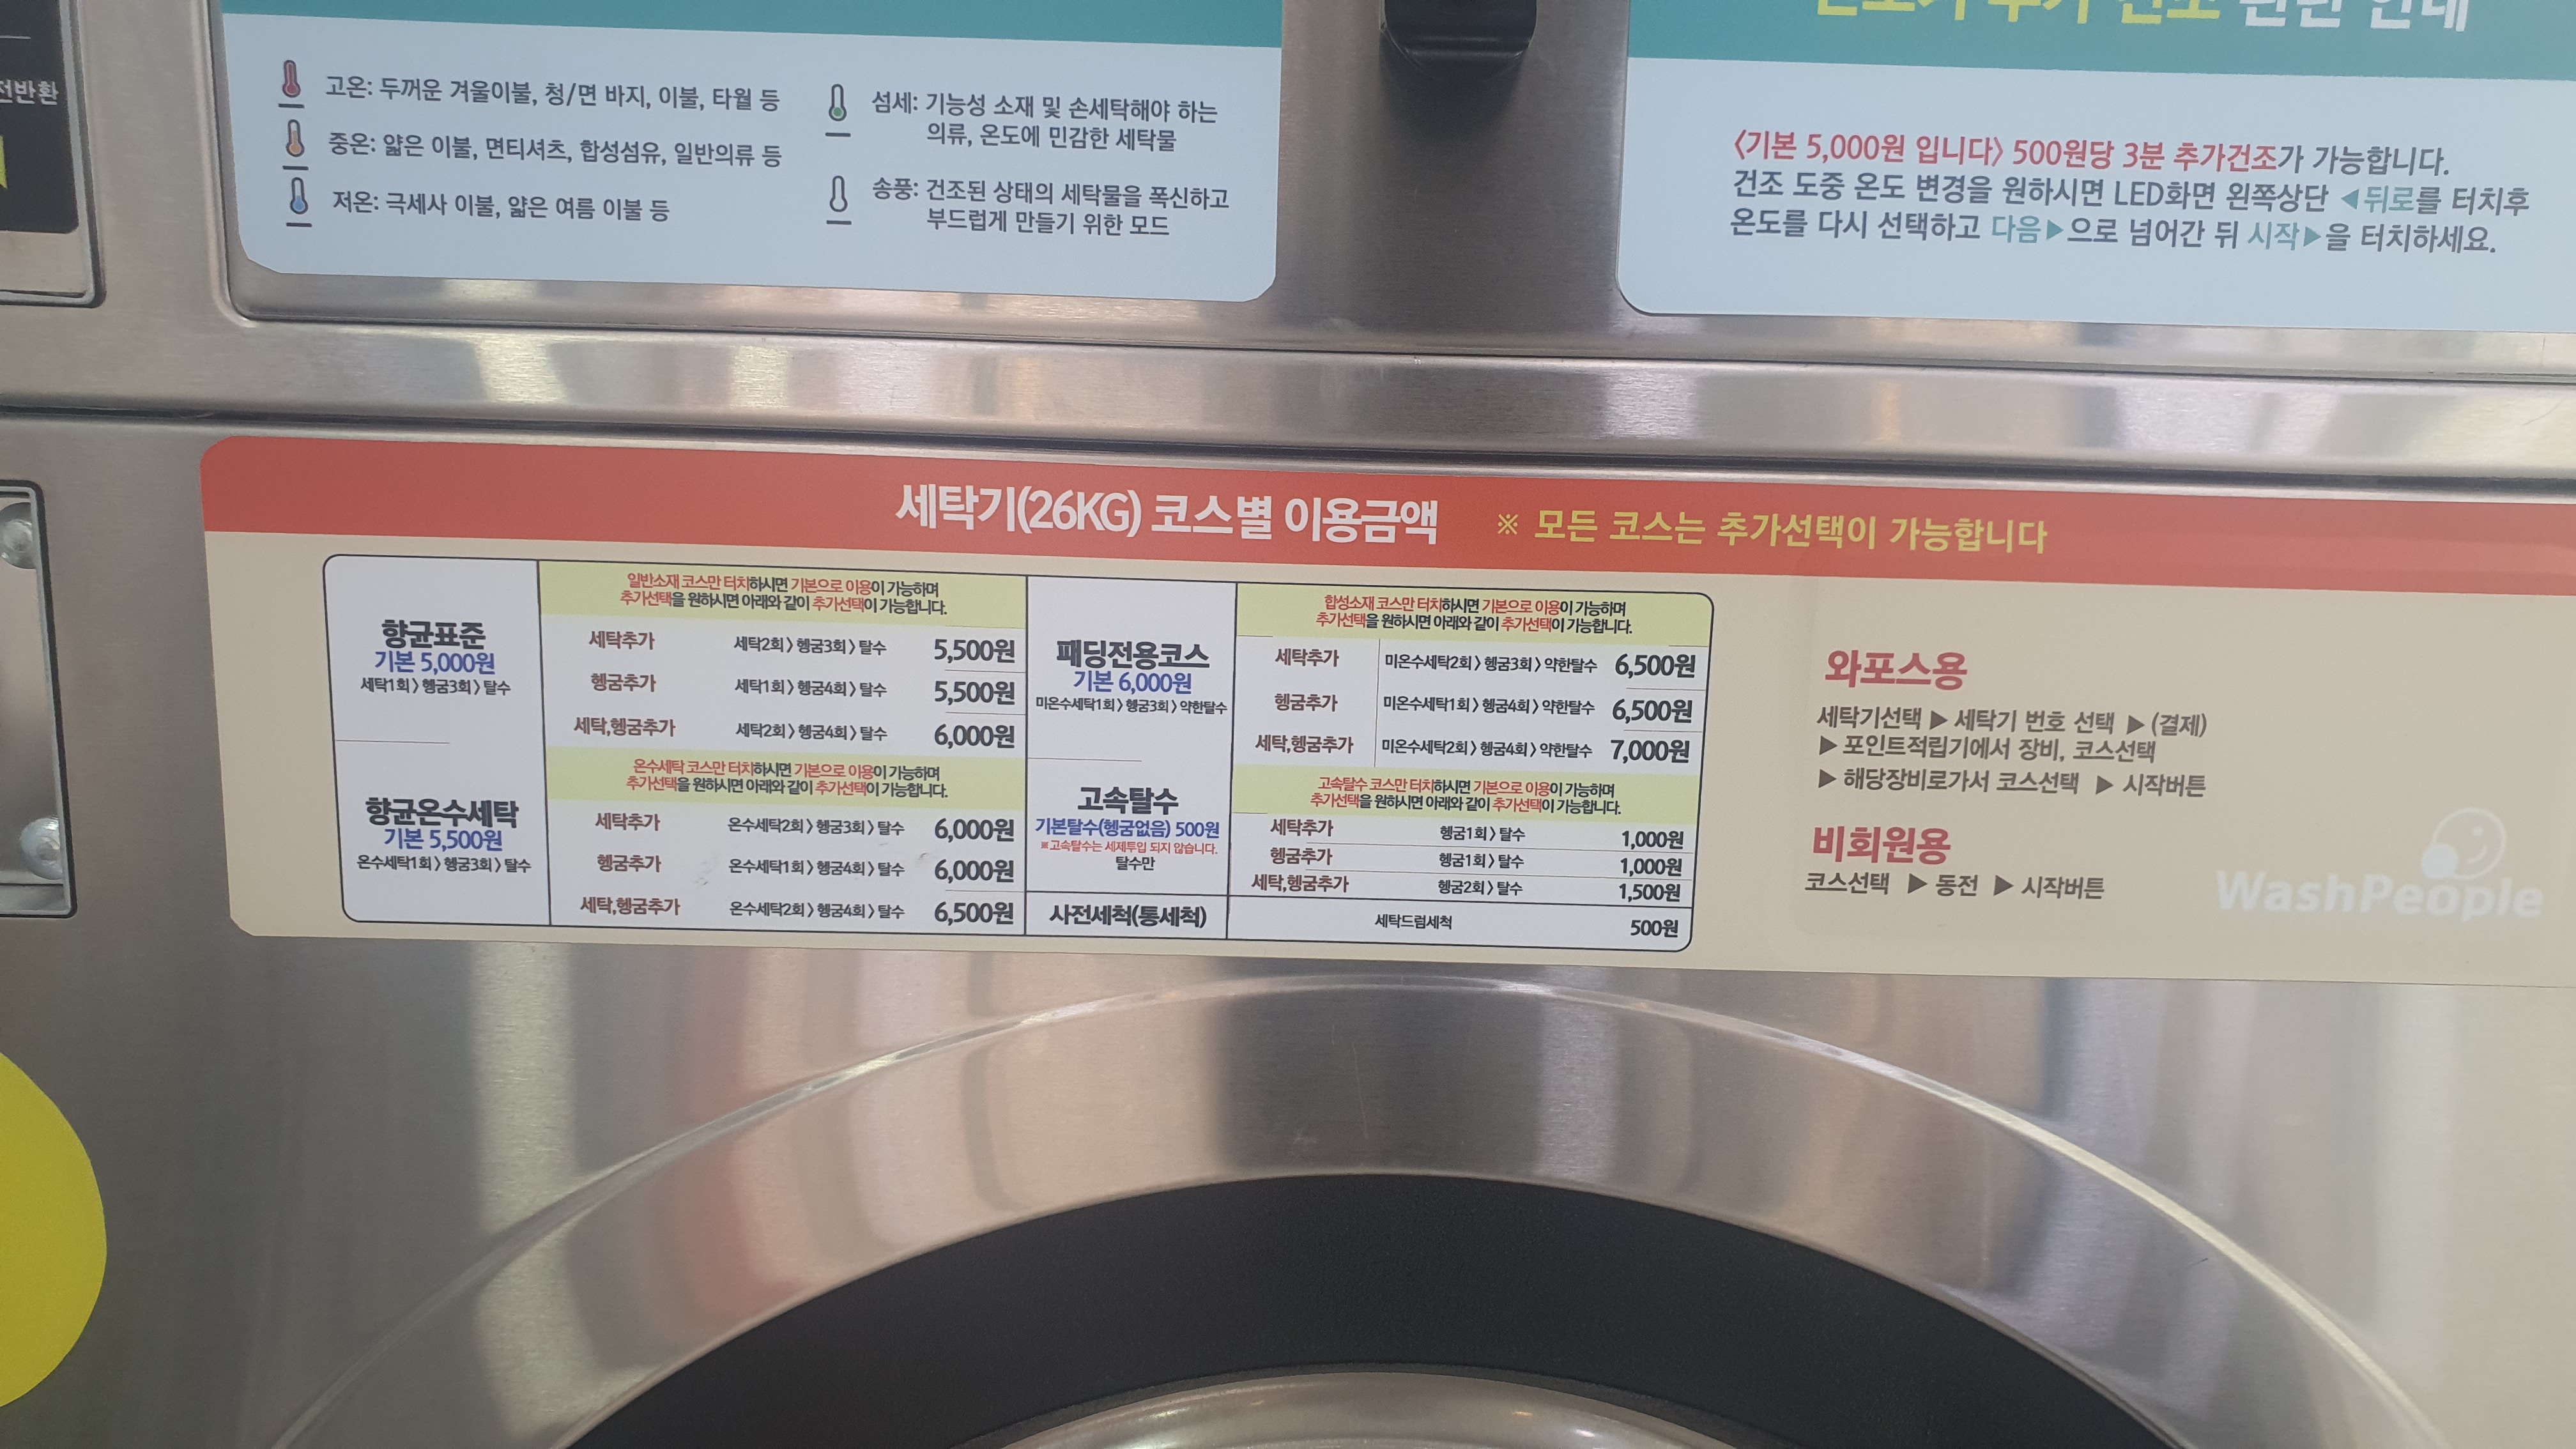 전반환
고온: 두꺼운 겨울이불, 청/면 바지, 이불, 타월 등
중온: 얇은 이불, 면티셔츠, 합성섬유, 일반의류 등
저온: 극세사 이불, 얇은 여름 이불 등
섬세: 기능성 소재 및 손세탁해야 하는
의류, 온도에 민감한 세탁물
송풍: 건조된 상태의 세탁물을 폭신하고
부드럽게 만들기 위한 모드
건조기 추가 건조 관련 안내
<기본 5,000원 입니다> 500원당 3분 추가건조가 가능합니다.
건조 도중 온도 변경을 원하시면 LED화면 왼쪽상단 ◀뒤로를 터치후
온도를 다시 선택하고 다음▶으로 넘어간 뒤 시작▶을 터치하세요.
세탁기(26KG) 코스별 이용금액 ※ 모든 코스는 추가선택이 가능합니다
향균표준
기본 5,000원
세탁1회 > 헹굼3회 > 탈수
일반소재 코스만 터치하시면 기본으로 이용이 가능하며
추가선택을 원하시면 아래와 같이 추가선택이 가능합니다.
세탁추가 세탁2회 > 헹굼3회 > 탈수 5,500원
헹굼추가 세탁1회 > 헹굼4회 > 탈수 5,500원
세탁,헹굼추가 세탁2회 > 헹굼4회 > 탈수 6,000원
향균온수세탁
기본 5,500원
온수세탁1회 > 헹굼3회 > 탈수
온수세탁 코스만 터치하시면 기본으로 이용이 가능하며
추가선택을 원하시면 아래와 같이 추가선택이 가능합니다.
세탁추가 온수세탁2회 > 헹굼3회 > 탈수 6,000원
헹굼추가 온수세탁1회 > 헹굼4회 > 탈수 6,000원
세탁,헹굼추가 온수세탁2회 > 헹굼4회 > 탈수 6,500원
패딩전용코스
기본 6,000원
미온수세탁1회 > 헹굼3회 > 약한탈수
합성소재 코스만 터치하시면 기본으로 이용이 가능하며
추가선택을 원하시면 아래와 같이 추가선택이 가능합니다.
세탁추가 미온수세탁2회 > 헹굼3회 > 약한탈수 6,500원
헹굼추가 미온수세탁1회 > 헹굼4회 > 약한탈수 6,500원
세탁,헹굼추가 미온수세탁2회 > 헹굼4회 > 약한탈수 7,000원
고속탈수
기본탈수(헹굼없음) 500원
※고속탈수는 세제투입 되지 않습니다.
탈수만
고속탈수 코스만 터치하시면 기본으로 이용이 가능하며
추가선택을 원하시면 아래와 같이 추가선택이 가능합니다.
세탁추가 헹굼1회 > 탈수 1,000원
헹굼추가 헹굼1회 > 탈수 1,000원
세탁,헹굼추가 헹굼2회 > 탈수 1,500원
사전세척(통세척) 세탁드럼세척 500원
와포스용
세탁기선택 ▶ 세탁기 번호 선택 ▶ (결제)
▶ 포인트적립기에서 장비, 코스선택
▶ 해당장비로가서 코스선택 ▶ 시작버튼
비회원용
코스선택 ▶ 동전 ▶ 시작버튼
WashPeople